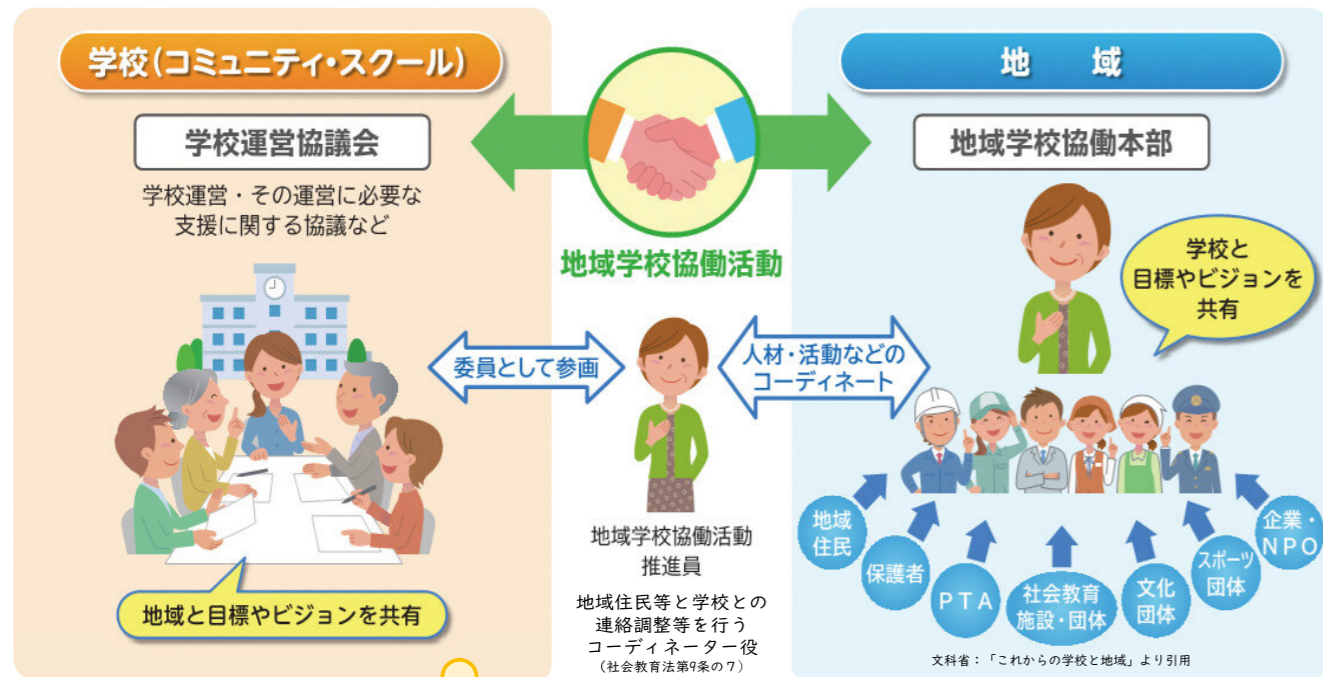 学校(コミュニティ・スクール)
学校運営協議会
学校運営・その運営に必要な
支援に関する協議など
地域と目標やビジョンを共有
地域学校協働活動
委員として参画
人材・活動などの
コーディネート
地域学校協働活動
推進員
地域住民等と学校との
連絡調整等を行う
コーディネーター役
(社会教育法第9条の7)
地　域
地域学校協働本部
学校と
目標やビジョンを
共有
地域
住民
保護者
PTA
社会教育
施設・団体
文化
団体
スポーツ
団体
企業・
NPO
文科省:「これからの学校と地域」より引用